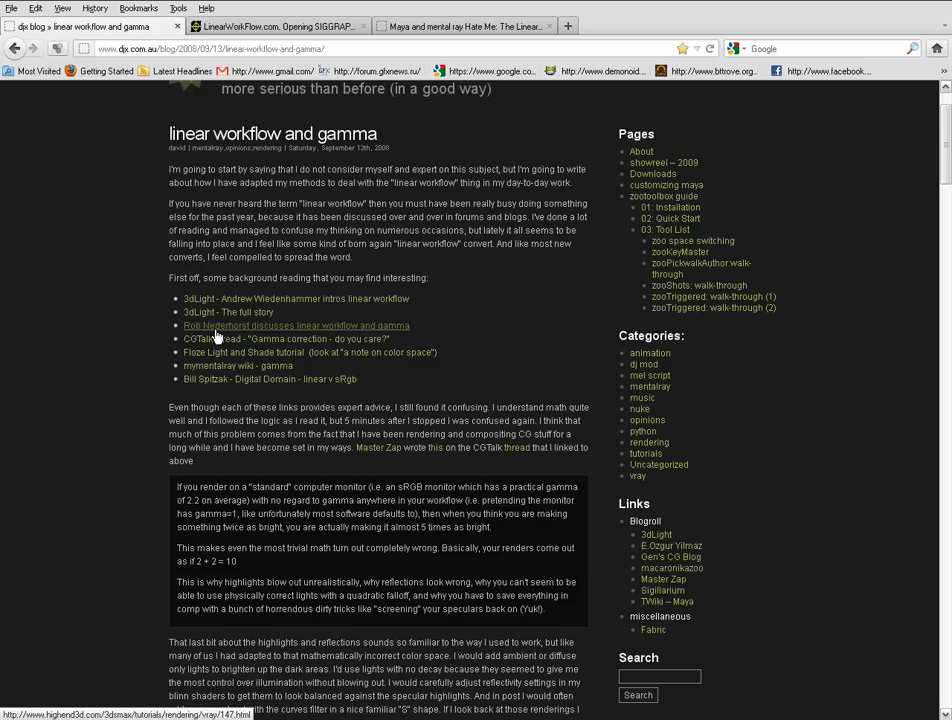 File Edit View History Bookmarks Tools Help
djx blog » linear workflow and gamma
LinearWorkFlow.com. Opening SIGGRAP...
Maya and mental ray Hate Me: The Linear...
www.djx.com.au/blog/2008/09/13/linear-workflow-and-gamma/
Google
Most Visited Getting Started Latest Headlines http://www.gmail.com/ http://forum.gfxnews.ru/ https://www.google.co... http://www.demonoid... http://www.bttrove.org... http://www.facebook...
more serious than before (in a good way)
linear workflow and gamma
david | mentalray ,opinions ,rendering | Saturday, September 13th, 2008
I'm going to start by saying that I do not consider myself and expert on this subject, but I'm going to write
about how I have adapted my methods to deal with the "linear workflow" thing in my day-to-day work.
If you have never heard the term "linear workflow" then you must have been really busy doing something
else for the past year, because it has been discussed over and over in forums and blogs. I've done a lot
of reading and managed to confuse my thinking on numerous occasions, but lately it all seems to be
falling into place and I feel like some kind of born again "linear workflow" convert. And like most new
converts, I feel compelled to spread the word.
First off, some background reading that you may find interesting:
3dLight - Andrew Wiedenhammer intros linear workflow
3dLight - The full story
Rob Nederhorst discusses linear workflow and gamma
CGTalk thread - "Gamma correction - do you care?"
Floze Light and Shade tutorial (look at "a note on color space")
mymentalray wiki - gamma
Bill Spitzak - Digital Domain - linear v sRgb
Even though each of these links provides expert advice, I still found it confusing. I understand math quite
well and I followed the logic as I read it, but 5 minutes after I stopped I was confused again. I think that
much of this problem comes from the fact that I have been rendering and compositing CG stuff for a
long while and I have become set in my ways. Master Zap wrote this on the CGTalk thread that I linked to
above
If you render on a "standard" computer monitor (i.e. an sRGB monitor which has a practical gamma
of 2.2 on average) with no regard to gamma anywhere in your workflow (i.e. pretending the monitor
has gamma=1, like unfortunately most software defaults to), then when you think you are making
something twice as bright, you are actually making it almost 5 times as bright.
This makes even the most trivial math turn out completely wrong. Basically, your renders come out
as if 2 + 2 = 10
This is why highlights blow out unrealistically, why reflections look wrong, why you can't seem to be
able to use physically correct lights with a quadratic falloff, and why you have to save everything in
comp with a bunch of horrendous dirty tricks like "screening" your speculars back on (Yuk!).
That last bit about the highlights and reflections sounds so familiar to the way I used to work, but like
many of us I had adapted to that mathematically incorrect color space. I would add ambient or diffuse
only lights to brighten up the dark areas. I'd use lights with no decay because they seemed to give me
the most control over illumination without blowing out. I would carefully adjust reflectivity settings in my
blinn shaders to get them to look balanced against the specular highlights. And in post I would often
with the curves filter in a nice familiar "S" shape. If I look back at those renderings I
Pages
About
showreel – 2009
Downloads
customizing maya
zootoolbox guide
01: Installation
02: Quick Start
03: Tool List
zoo space switching
zooKeyMaster
zooPickwalkAuthor:walk-
through
zooShots: walk-through
zooTriggered: walk-through (1)
zooTriggered: walk-through (2)
Categories:
animation
dj mod
mel script
mentalray
music
nuke
opinions
python
rendering
tutorials
Uncategorized
vray
Links
Blogroll
3dLight
E.Ozgur Yilmaz
Gen's CG Blog
macaronikazoo
Master Zap
Sigillarium
TWiki – Maya
miscellaneous
Fabric
Search
Search
http://www.highend3d.com/3dsmax/tutorials/rendering/vray/147.html